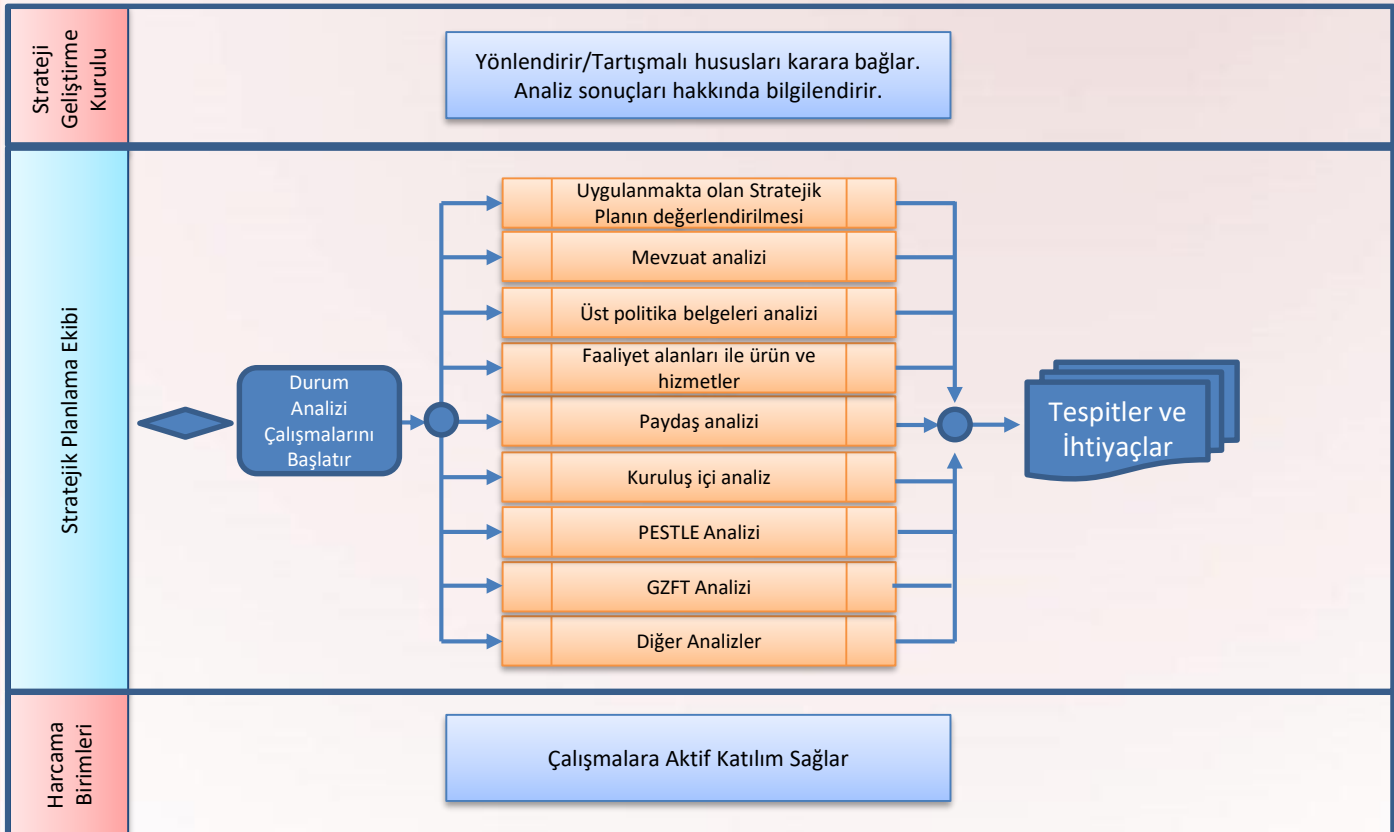 Strateji
Geliştirme
Kurulu
Yönlendirir/Tartışmalı hususları karara bağlar.
Analiz sonuçları hakkında bilgilendirir.
Stratejik Planlama Ekibi
Durum
Analizi
Çalışmalarını
Başlatır
Uygulanmakta olan Stratejik
Planın değerlendirilmesi
Mevzuat analizi
Üst politika belgeleri analizi
Faaliyet alanları ile ürün ve
hizmetler
Paydaş analizi
Kuruluş içi analiz
PESTLE Analizi
GZFT Analizi
Diğer Analizler
Tespitler ve
İhtiyaçlar
Harcama
Birimleri
Çalışmalara Aktif Katılım Sağlar